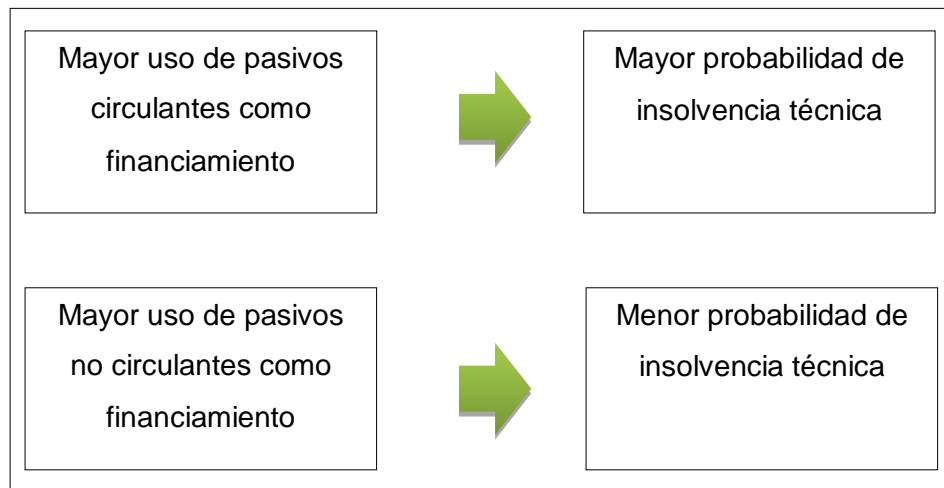 Mayor uso de pasivos
circulantes como
financiamiento
Mayor probabilidad de
insolvencia técnica
Mayor uso de pasivos
no circulantes como
financiamiento
Menor probabilidad de
insolvencia técnica